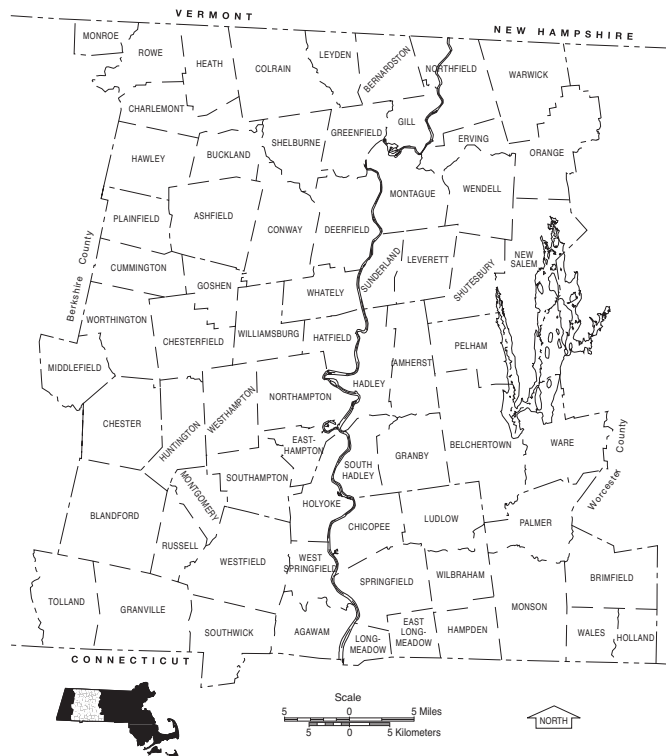 VERMONT
NEW HAMPSHIRE
MONROE
ROWE
HEATH
COLRAIN
LEYDEN
BERNARDSTON
NORTHFIELD
WARWICK
CHARLEMONT
GILL
GREENFIELD
SHELBURNE
ERVING
ORANGE
HAWLEY
BUCKLAND
WENDELL
MONTAGUE
PLAINFIELD
ASHFIELD
CONWAY
DEERFIELD
SUNDERLAND
LEVERETT
SHUTESBURY
NEW
SALEM
Berkshire County
CUMMINGTON
GOSHEN
WHATELY
WORTHINGTON
CHESTERFIELD
WILLIAMSBURG
HATFIELD
PELHAM
AMHERST
MIDDLEFIELD
HADLEY
NORTHAMPTON
WESTHAMPTON
CHESTER
HUNTINGTON
EAST-
HAMPTON
BELCHERTOWN
WARE
Worcester County
SOUTH
HADLEY
GRANBY
SOUTHAMPTON
MONTGOMERY
HOLYOKE
BLANDFORD
CHICOPEE
LUDLOW
PALMER
RUSSELL
WESTFIELD
WEST
SPRINGFIELD
SPRINGFIELD
WILBRAHAM
BRIMFIELD
TOLLAND
GRANVILLE
MONSON
SOUTHWICK
AGAWAM
LONG-
MEADOW
EAST
LONG-
MEADOW
HAMPDEN
WALES
HOLLAND
CONNECTICUT
Scale
5 0 5 Miles
5 0 5 Kilometers
NORTH